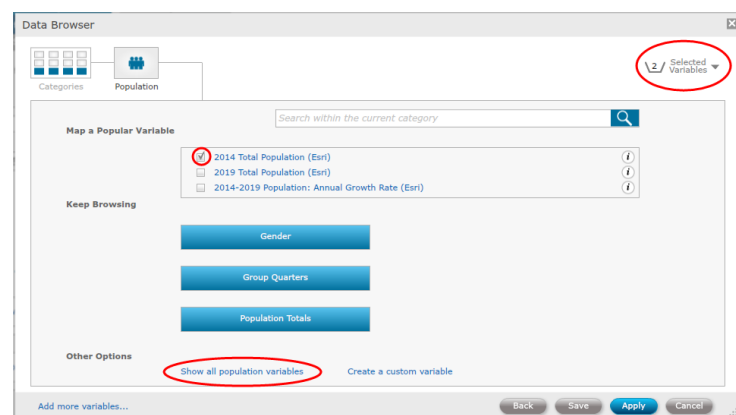 Data Browser
Categories
Population
2 Selected Variables
Search within the current category
Map a Popular Variable
2014 Total Population (Esri)
2019 Total Population (Esri)
2014-2019 Population: Annual Growth Rate (Esri)
Keep Browsing
Gender
Group Quarters
Population Totals
Other Options
Show all population variables Create a custom variable
Add more variables... Back Save Apply Cancel